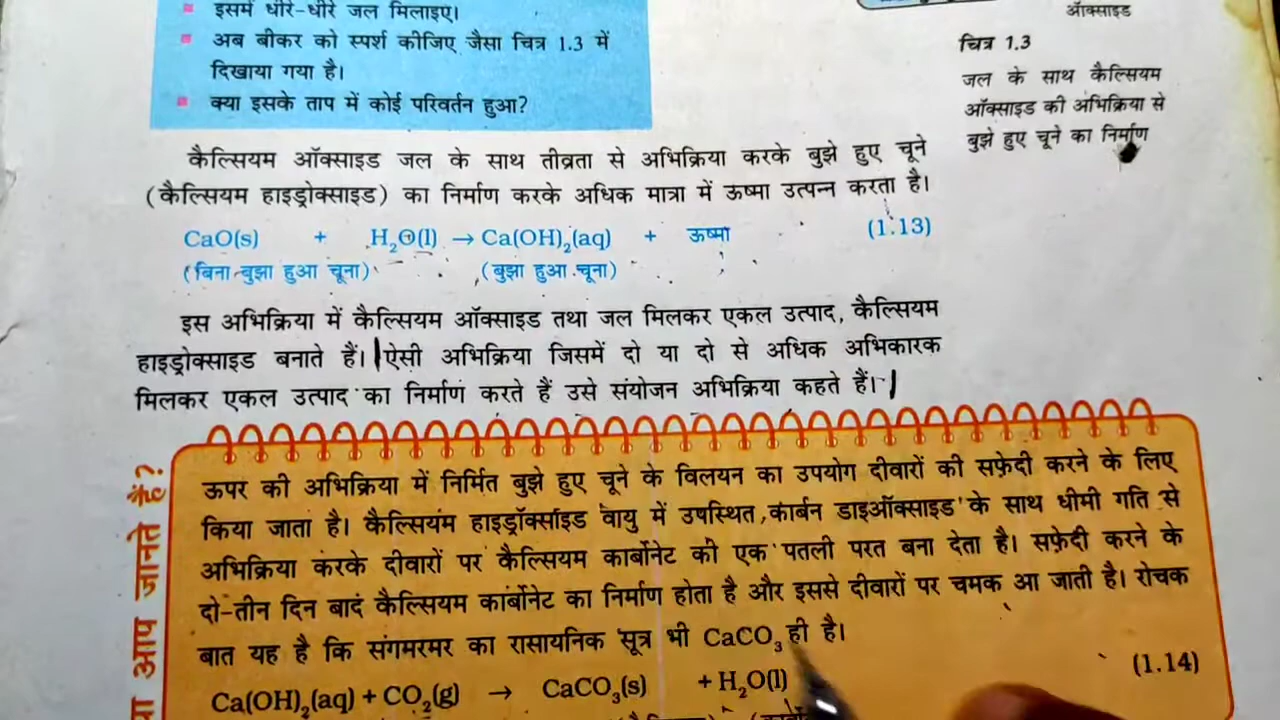 इसमें धीरे-धीरे जल मिलाइए।
अब बीकर को स्पर्श कीजिए जैसा चित्र 1.3 में
दिखाया गया है।
क्या इसके ताप में कोई परिवर्तन हुआ?
ऑक्साइड
चित्र 1.3
जल के साथ कैल्सियम
ऑक्साइड की अभिक्रिया से
बुझे हुए चूने का निर्माण
कैल्सियम ऑक्साइड जल के साथ तीव्रता से अभिक्रिया करके बुझे हुए चूने
(कैल्सियम हाइड्रोक्साइड) का निर्माण करके अधिक मात्रा में ऊष्मा उत्पन्न करता है।
CaO(s) + H₂O(l) → Ca(OH)₂(aq) + ऊष्मा (1.13)
(बिना बुझा हुआ चूना) (बुझा हुआ चूना)
इस अभिक्रिया में कैल्सियम ऑक्साइड तथा जल मिलकर एकल उत्पाद, कैल्सियम
हाइड्रोक्साइड बनाते हैं। ऐसी अभिक्रिया जिसमें दो या दो से अधिक अभिकारक
मिलकर एकल उत्पाद का निर्माण करते हैं उसे संयोजन अभिक्रिया कहते हैं।
आप जानते हैं?
ऊपर की अभिक्रिया में निर्मित बुझे हुए चूने के विलयन का उपयोग दीवारों की सफ़ेदी करने के लिए
किया जाता है। कैल्सियम हाइड्रॉक्साइड वायु में उपस्थित कार्बन डाइऑक्साइड के साथ धीमी गति से
अभिक्रिया करके दीवारों पर कैल्सियम कार्बोनेट की एक पतली परत बना देता है। सफ़ेदी करने के
दो-तीन दिन बाद कैल्सियम कार्बोनेट का निर्माण होता है और इससे दीवारों पर चमक आ जाती है। रोचक
बात यह है कि संगमरमर का रासायनिक सूत्र भी CaCO₃ ही है।
Ca(OH)₂(aq) + CO₂(g) → CaCO₃(s) + H₂O(l) (1.14)